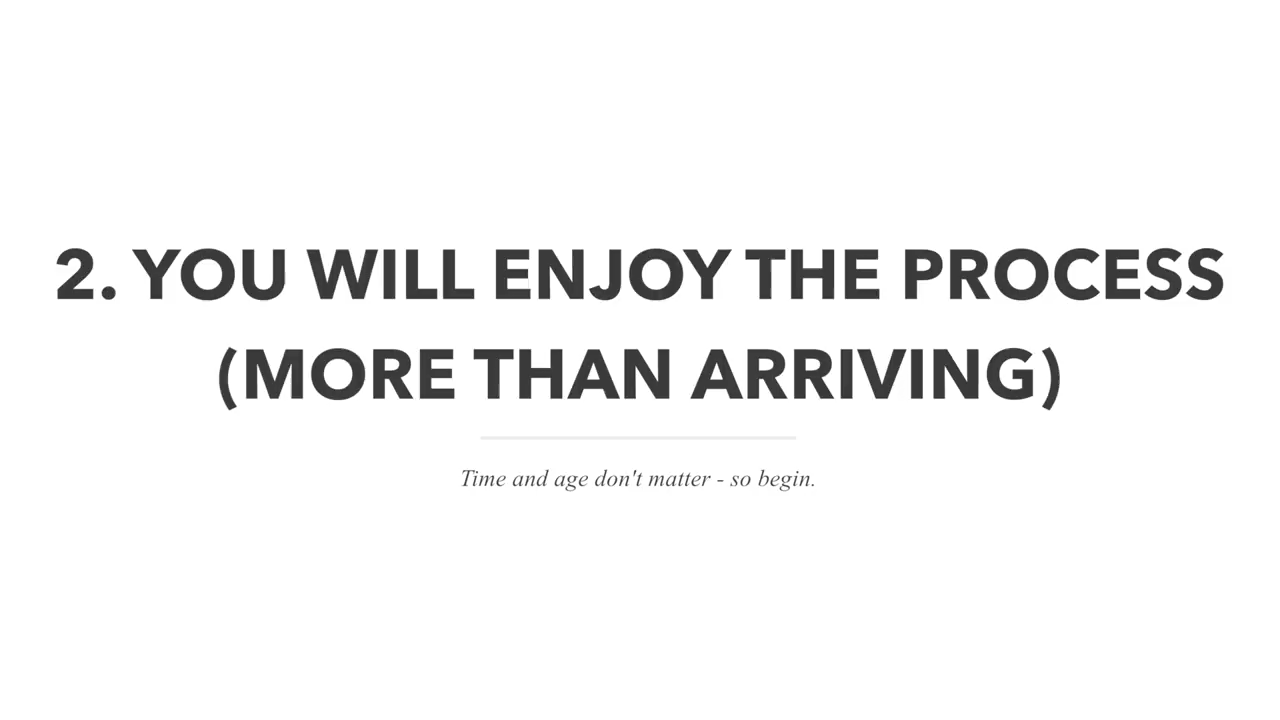 2. YOU WILL ENJOY THE PROCESS
(MORE THAN ARRIVING)
Time and age don't matter - so begin.